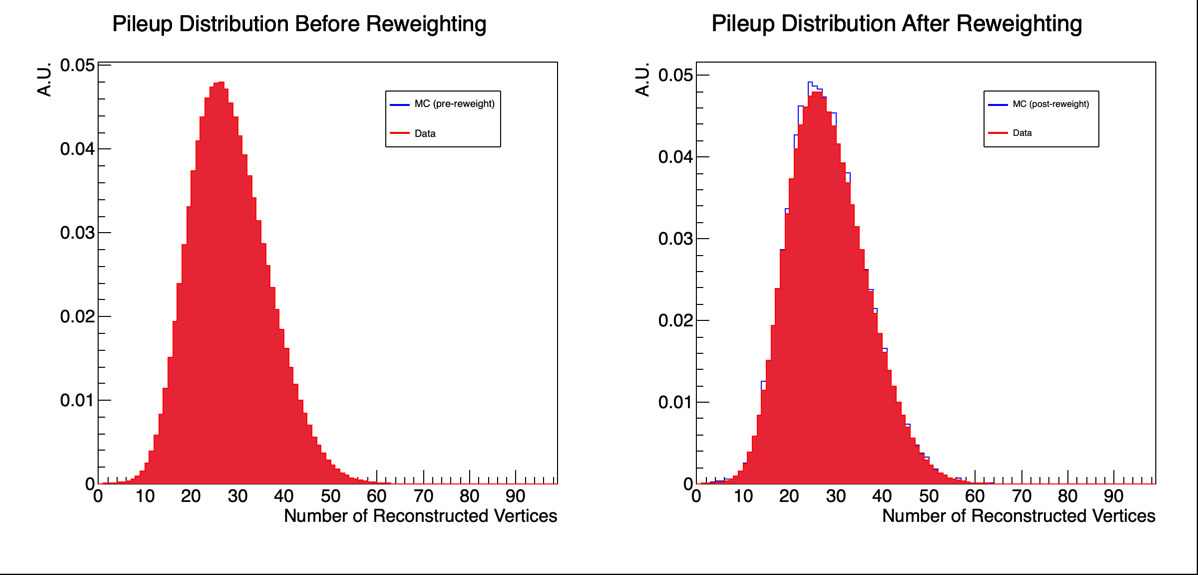 Pileup Distribution Before Reweighting
A.U.
0.05
0.04
0.03
0.02
0.01
0
0 10 20 30 40 50 60 70 80 90
Number of Reconstructed Vertices
MC (pre-reweight)
Data
Pileup Distribution After Reweighting
A.U.
0.05
0.04
0.03
0.02
0.01
0
0 10 20 30 40 50 60 70 80 90
Number of Reconstructed Vertices
MC (post-reweight)
Data